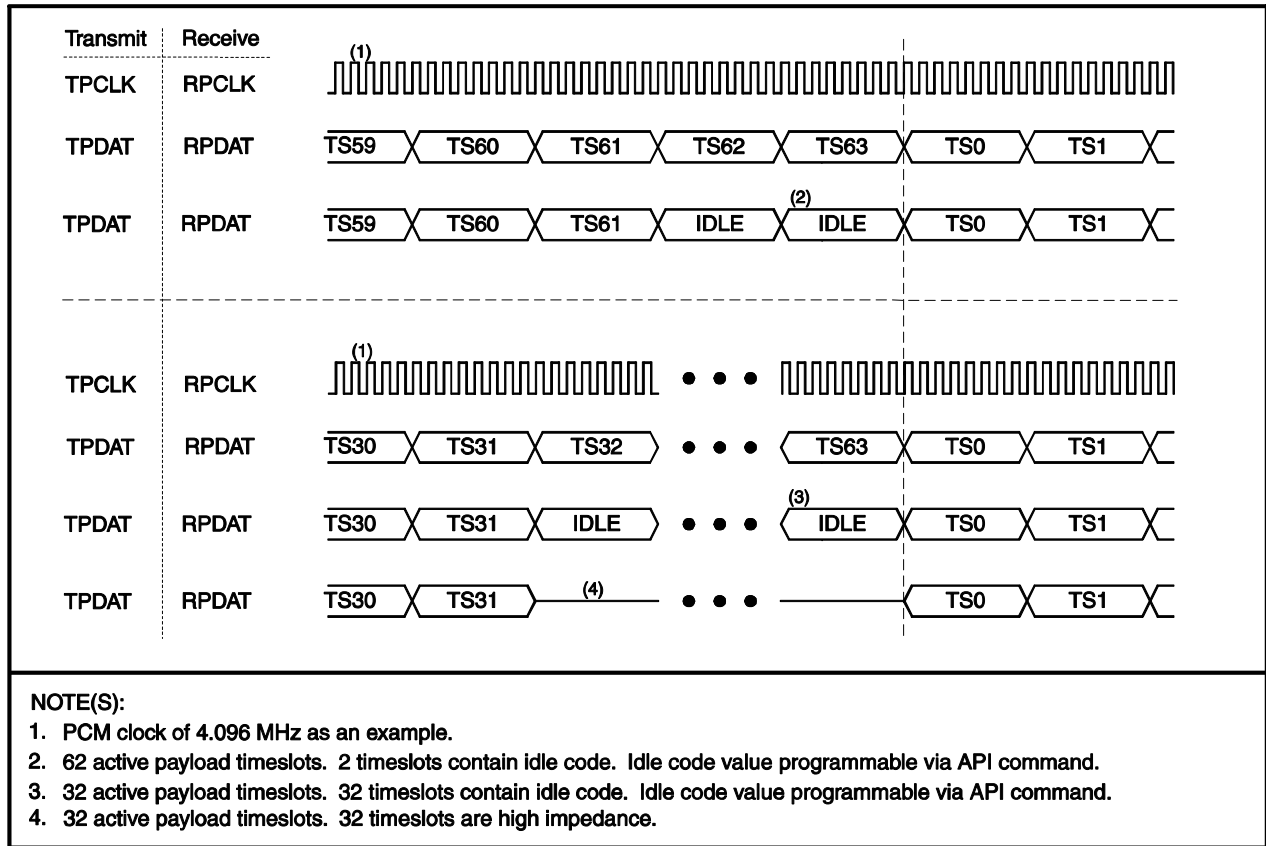 Transmit Receive
(1)
TPCLK RPCLK
TPDAT RPDAT TS59 TS60 TS61 TS62 TS63 TS0 TS1
(2)
TPDAT RPDAT TS59 TS60 TS61 IDLE IDLE TS0 TS1
(1)
TPCLK RPCLK
TPDAT RPDAT TS30 TS31 TS32 TS63 TS0 TS1
(3)
TPDAT RPDAT TS30 TS31 IDLE IDLE TS0 TS1
(4)
TPDAT RPDAT TS30 TS31 TS0 TS1
NOTE(S):
1. PCM clock of 4.096 MHz as an example.
2. 62 active payload timeslots. 2 timeslots contain idle code. Idle code value programmable via API command.
3. 32 active payload timeslots. 32 timeslots contain idle code. Idle code value programmable via API command.
4. 32 active payload timeslots. 32 timeslots are high impedance.